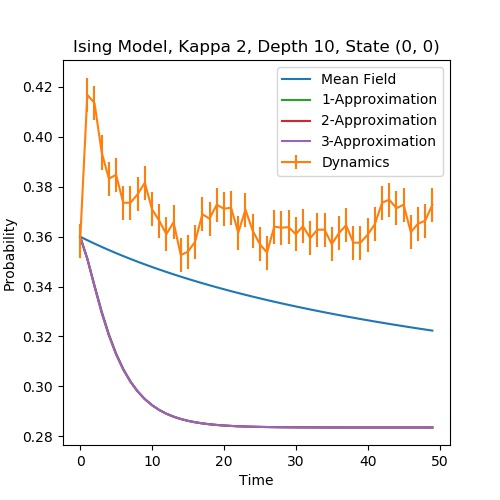 Ising Model, Kappa 2, Depth 10, State (0, 0)
Mean Field
1-Approximation
2-Approximation
3-Approximation
Dynamics
Probability
0.42
0.40
0.38
0.36
0.34
0.32
0.30
0.28
0
10
20
30
40
50
Time